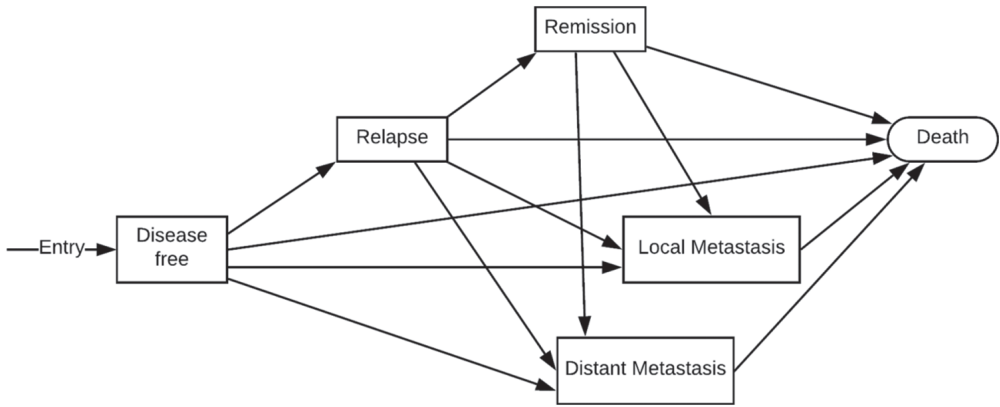 Remission
Relapse
Death
Entry
Disease
free
Local Metastasis
Distant Metastasis